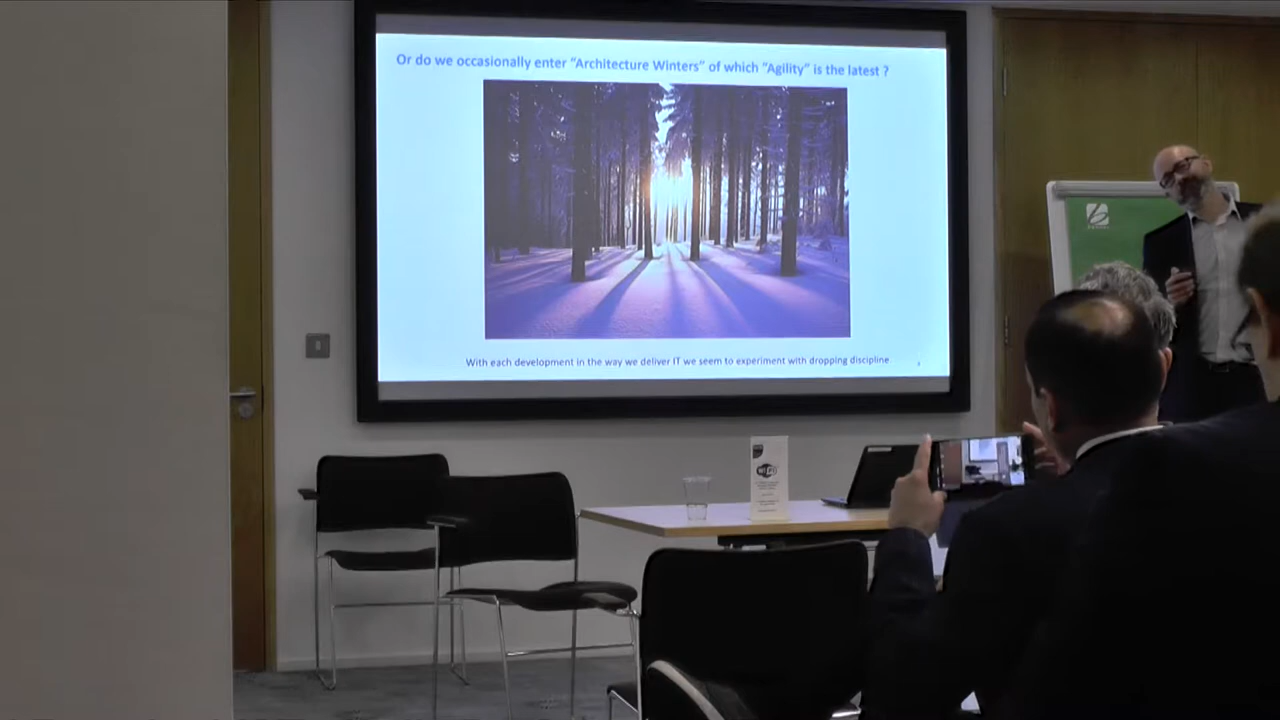 Or do we occasionally enter "Architecture Winters" of which "Agility" is the latest ?
With each development in the way we deliver IT we seem to experiment with dropping discipline